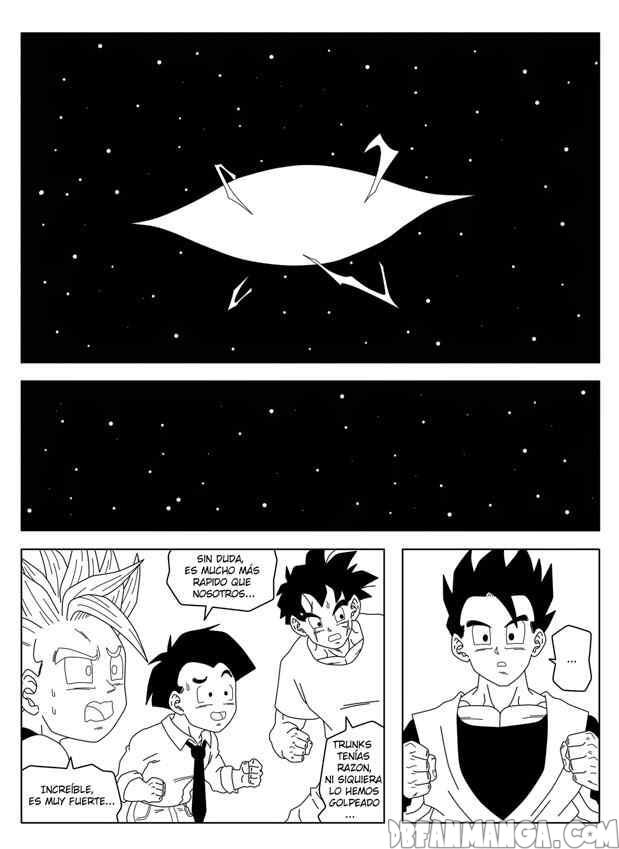 SIN DUDA,
ES MUCHO MÁS
RAPIDO QUE
NOSOTROS...
TRUNKS
TENÍAS
RAZON,
NI SIQUIERA
LO HEMOS
GOLPEADO
...
INCREÍBLE,
ES MUY FUERTE...
...
DBFANMANGA.COM